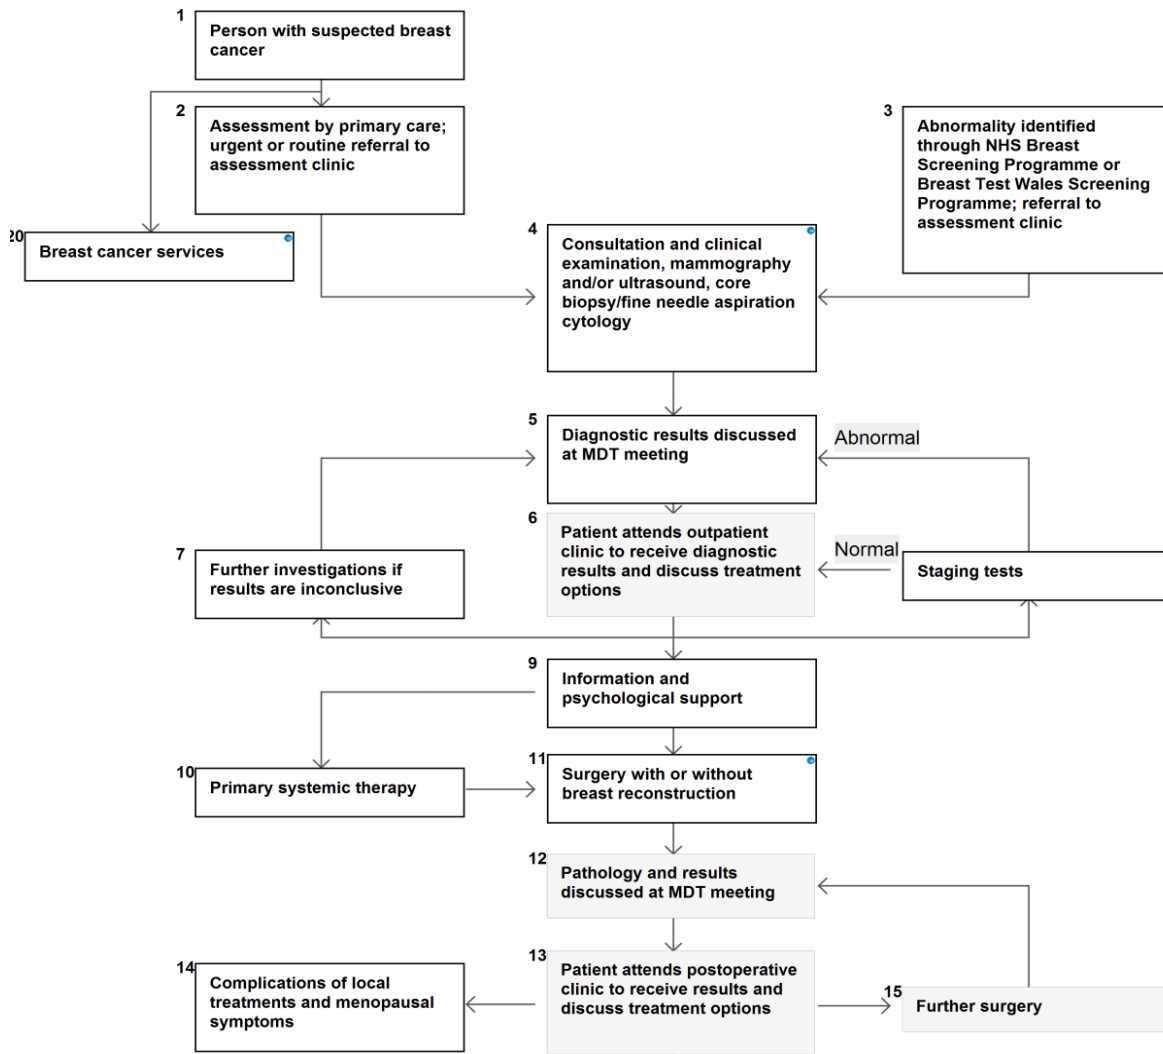 1
Person with suspected breast
cancer
2
Assessment by primary care;
urgent or routine referral to
assessment clinic
3
Abnormality identified
through NHS Breast
Screening Programme or
Breast Test Wales Screening
Programme; referral to
assessment clinic
20
Breast cancer services
4
Consultation and clinical
examination, mammography
and/or ultrasound, core
biopsy/fine needle aspiration
cytology
5
Diagnostic results discussed
at MDT meeting
Abnormal
6
Patient attends outpatient
clinic to receive diagnostic
results and discuss treatment
options
Normal
7
Further investigations if
results are inconclusive
Staging tests
9
Information and
psychological support
10
Primary systemic therapy
11
Surgery with or without
breast reconstruction
12
Pathology and results
discussed at MDT meeting
13
Patient attends postoperative
clinic to receive results and
discuss treatment options
14
Complications of local
treatments and menopausal
symptoms
15
Further surgery